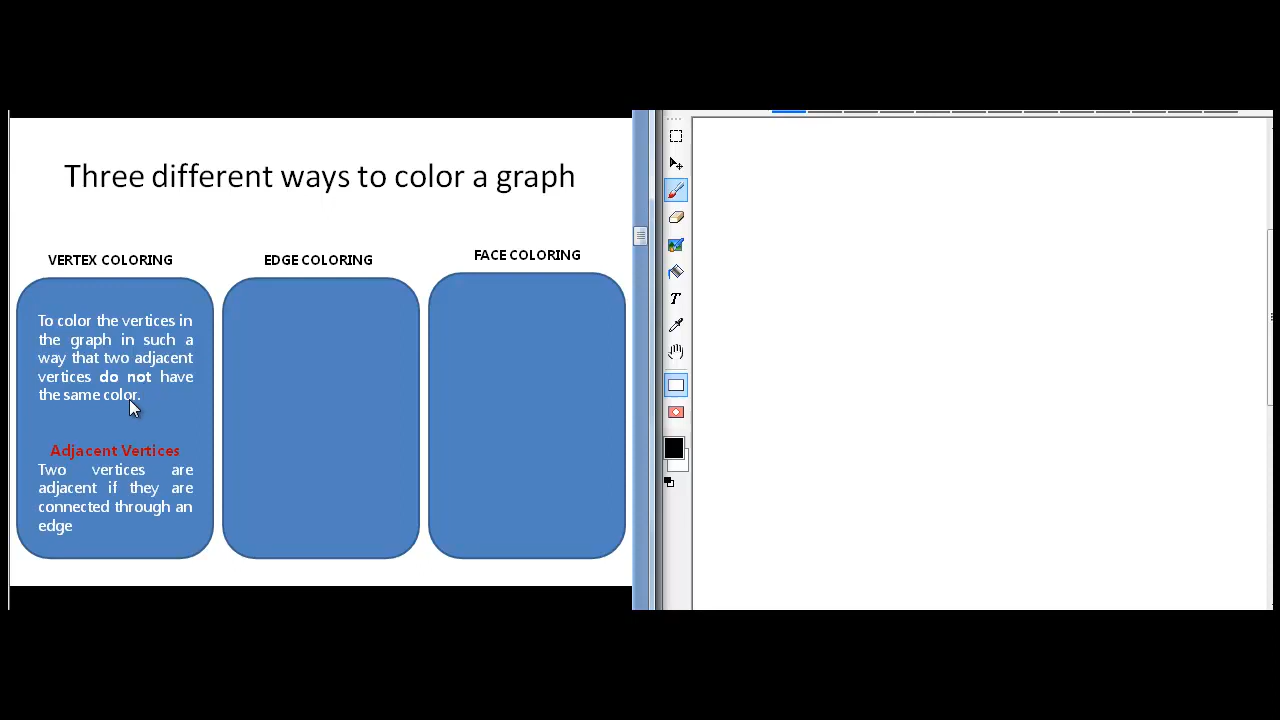 Three different ways to color a graph
VERTEX COLORING
EDGE COLORING
FACE COLORING
To color the vertices in
the graph in such a
way that two adjacent
vertices do not have
the same color.
Adjacent Vertices
Two vertices are
adjacent if they are
connected through an
edge
T